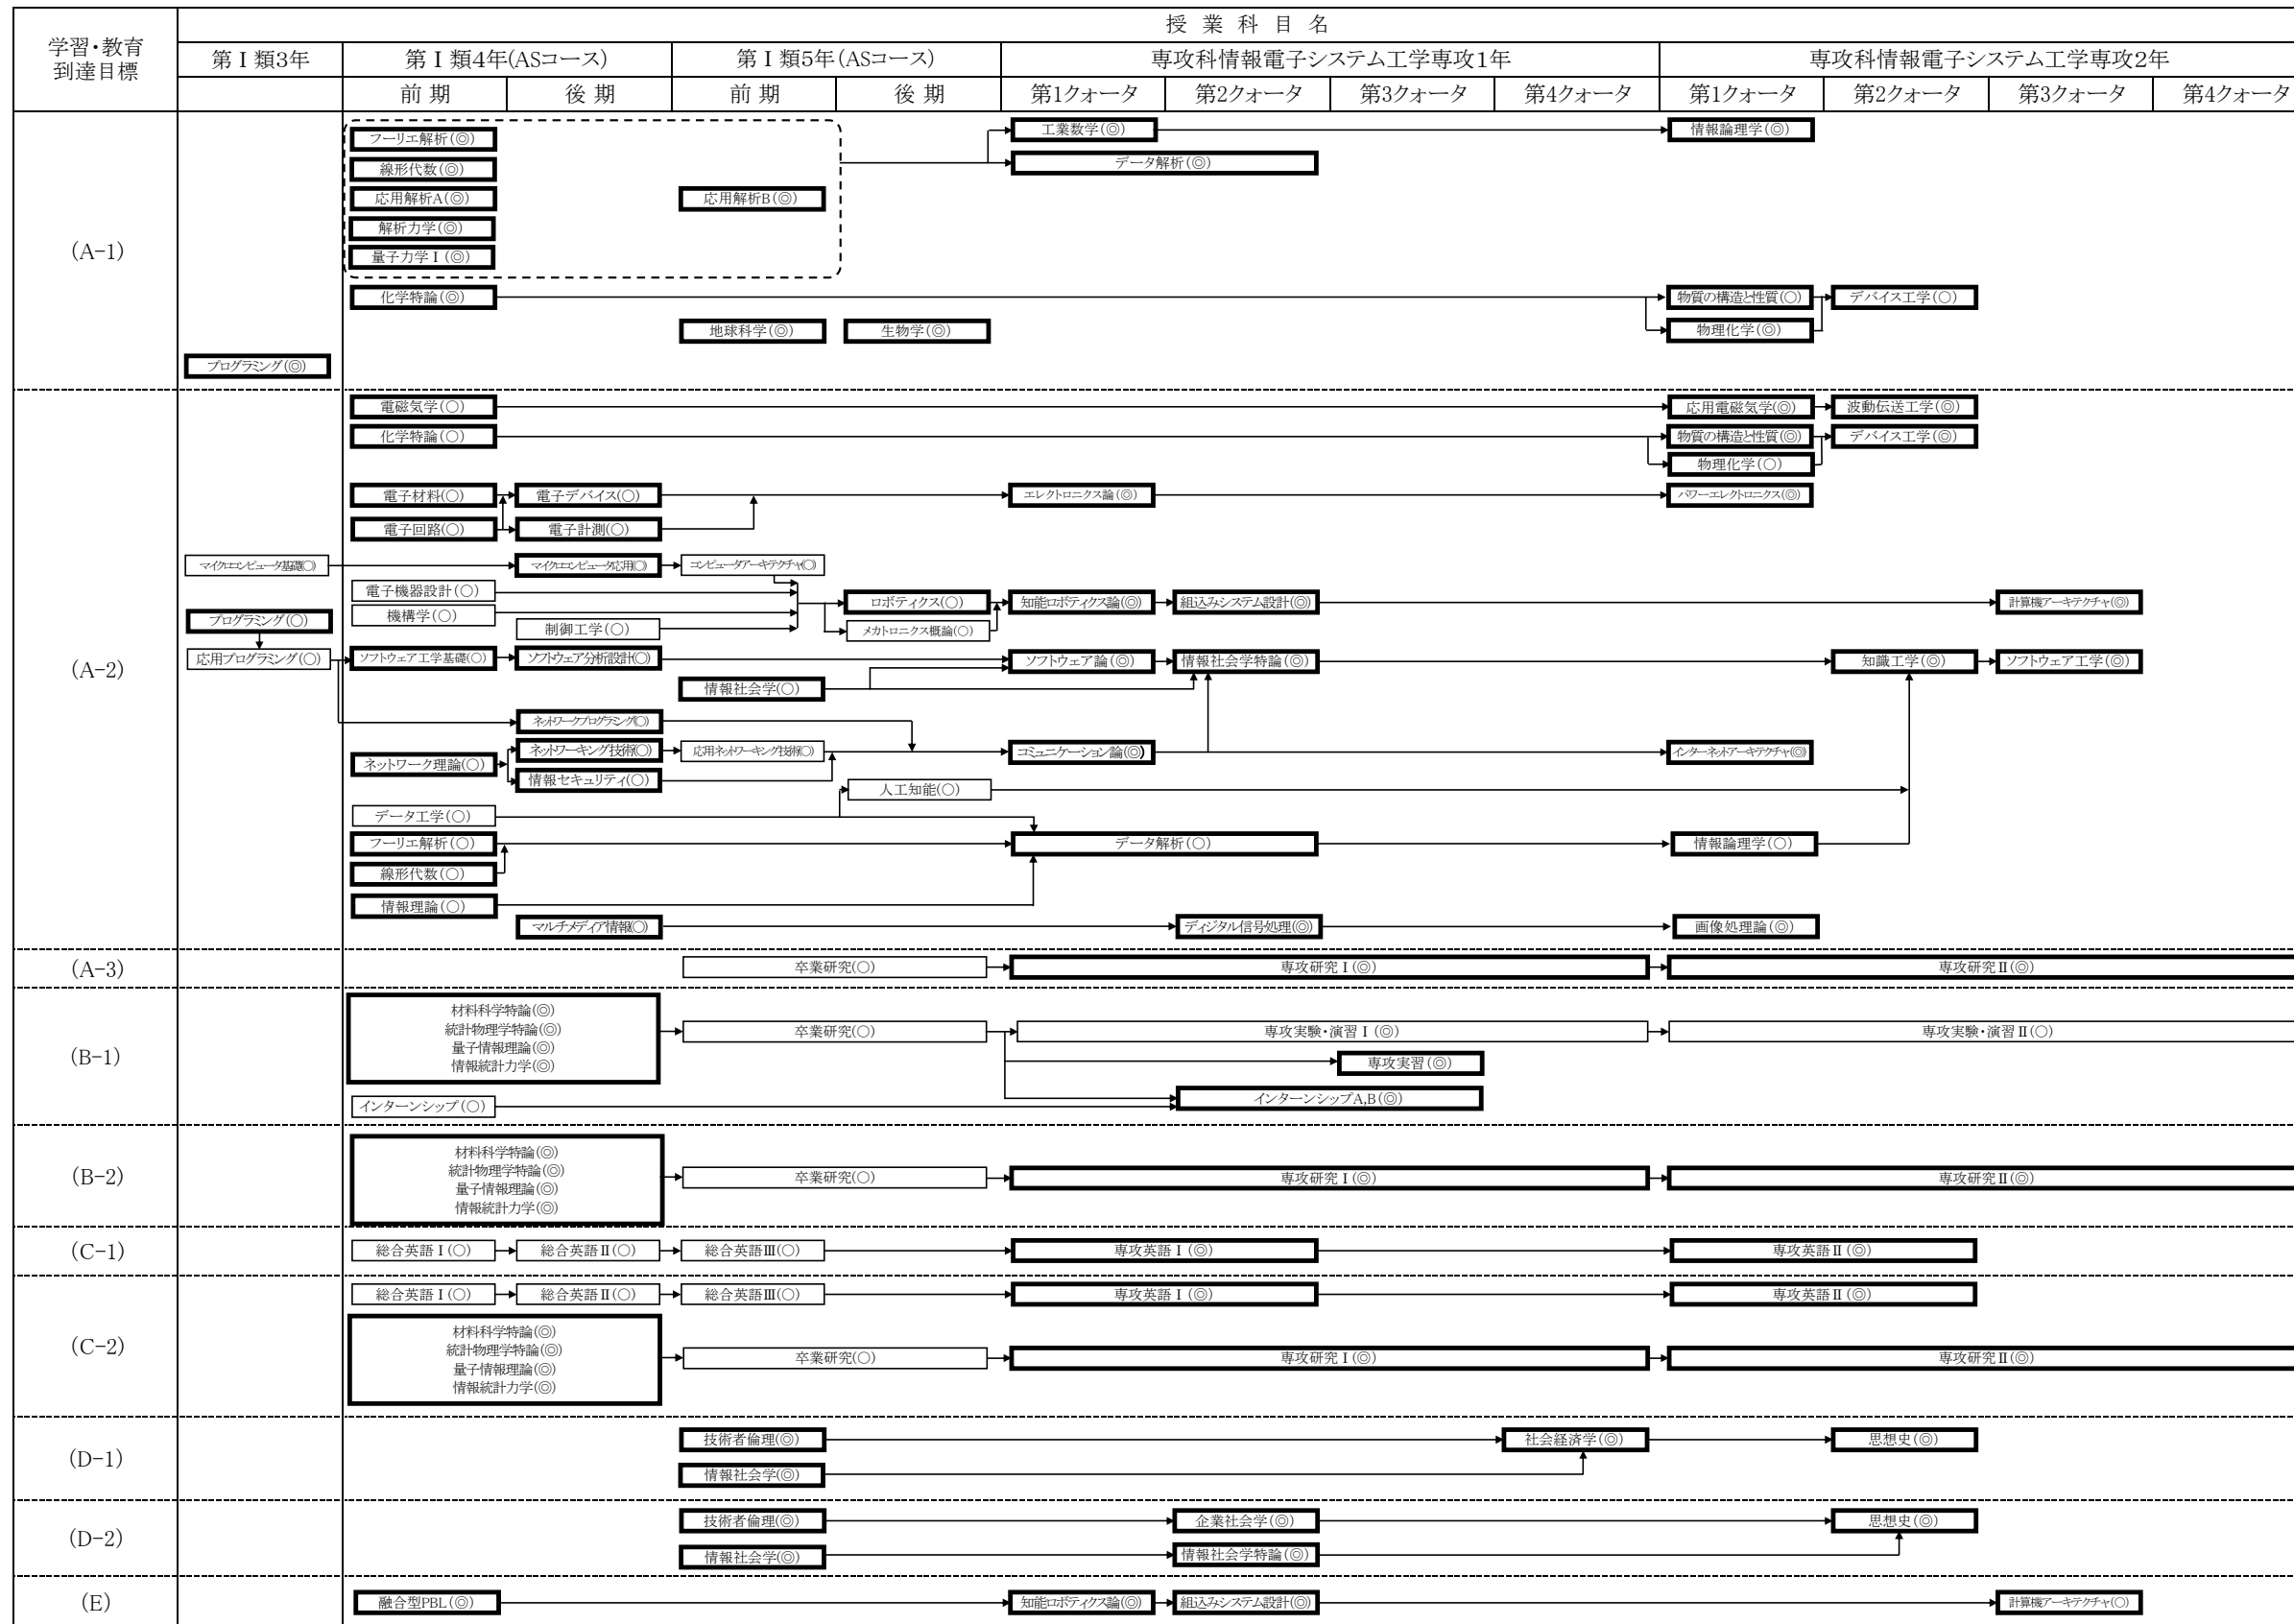 授 業 科 目 名
学習・教育
到達目標
第Ⅰ類3年
第Ⅰ類4年(ASコース)
第Ⅰ類5年(ASコース)
専攻科情報電子システム工学専攻1年
専攻科情報電子システム工学専攻2年
前 期
後 期
前 期
後 期
第1クォータ
第2クォータ
第3クォータ
第4クォータ
第1クォータ
第2クォータ
第3クォータ
第4クォータ
(A-1)
フーリエ解析(◎)
工業数学(◎)
情報論理学(◎)
線形代数(◎)
データ解析(◎)
応用解析A(◎)
応用解析B(◎)
解析力学(◎)
量子力学Ⅰ(◎)
化学特論(◎)
物質の構造と性質(○)
デバイス工学(○)
地球科学(◎)
生物学(◎)
物理化学(◎)
プログラミング(◎)
(A-2)
電磁気学(○)
応用電磁気学(◎)
波動伝送工学(◎)
化学特論(○)
物質の構造と性質(◎)
デバイス工学(◎)
物理化学(○)
電子材料(○)
電子デバイス(○)
エレクトロニクス論(◎)
パワーエレクトロニクス(◎)
電子回路(○)
電子計測(○)
マイクロコンピュータ基礎(○)
マイクロコンピュータ応用(○)
コンピュータアーキテクチャ(○)
電子機器設計(○)
ロボティクス(○)
知能ロボティクス論(◎)
組込みシステム設計(◎)
計算機アーキテクチャ(◎)
機構学(○)
プログラミング(○)
制御工学(○)
メカトロニクス概論(○)
応用プログラミング(○)
ソフトウェア工学基礎(○)
ソフトウェア分析設計(○)
ソフトウェア論(◎)
情報社会学特論(◎)
知識工学(◎)
ソフトウェア工学(◎)
情報社会学(○)
ネットワークプログラミング(○)
ネットワーキング技術(○)
応用ネットワーキング技術(○)
コミュニケーション論(◎)
インターネットアーキテクチャ(◎)
ネットワーク理論(○)
情報セキュリティ(○)
人工知能(○)
データ工学(○)
フーリエ解析(○)
データ解析(○)
情報論理学(○)
線形代数(○)
情報理論(○)
マルチメディア情報(○)
ディジタル信号処理(◎)
画像処理論(◎)
(A-3)
卒業研究(○)
専攻研究Ⅰ(◎)
専攻研究Ⅱ(◎)
(B-1)
材料科学特論(◎)
統計物理学特論(◎)
量子情報理論(◎)
情報統計力学(◎)
卒業研究(○)
専攻実験・演習Ⅰ(◎)
専攻実験・演習Ⅱ(○)
専攻実習(◎)
インターンシップ(○)
インターンシップA,B(◎)
(B-2)
材料科学特論(◎)
統計物理学特論(◎)
量子情報理論(◎)
情報統計力学(◎)
卒業研究(○)
専攻研究Ⅰ(◎)
専攻研究Ⅱ(◎)
(C-1)
総合英語Ⅰ(○)
総合英語Ⅱ(○)
総合英語Ⅲ(○)
専攻英語Ⅰ(◎)
専攻英語Ⅱ(◎)
(C-2)
総合英語Ⅰ(○)
総合英語Ⅱ(○)
総合英語Ⅲ(○)
専攻英語Ⅰ(◎)
専攻英語Ⅱ(◎)
材料科学特論(◎)
統計物理学特論(◎)
量子情報理論(◎)
情報統計力学(◎)
卒業研究(○)
専攻研究Ⅰ(◎)
専攻研究Ⅱ(◎)
(D-1)
技術者倫理(◎)
社会経済学(◎)
思想史(◎)
情報社会学(◎)
(D-2)
技術者倫理(◎)
企業社会学(◎)
思想史(◎)
情報社会学(◎)
情報社会学特論(◎)
(E)
融合型PBL(◎)
知能ロボティクス論(◎)
組込みシステム設計(◎)
計算機アーキテクチャ(○)